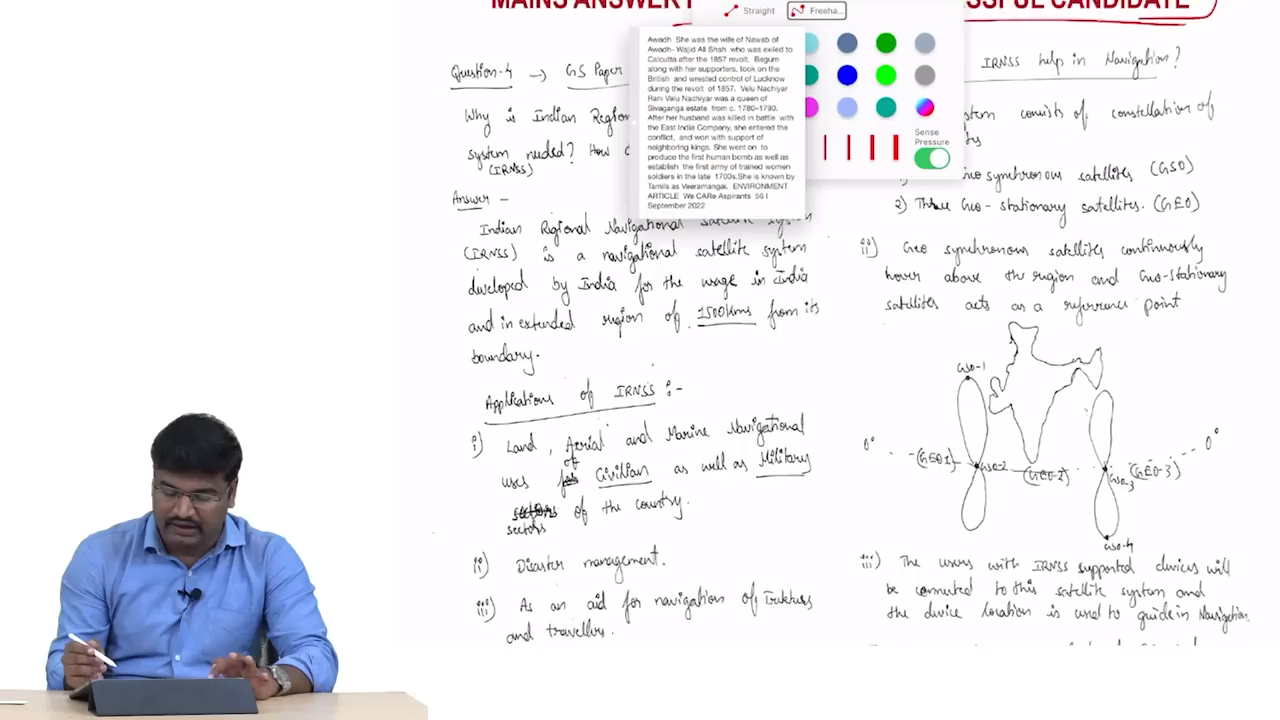 MAINS ANSWER
SSFUL CANDIDATE
Straight
Freeha...
Sense
Pressure
Awadh She was the wife of Nawab of
Awadh- Wajid Ali Shah who was exiled to
Calcutta after the 1857 revolt. Begum
along with her supporters, took on the
British and wrested control of Lucknow
during the revolt of 1857. Velu Nachiyar
Rani Velu Nachiyar was a queen of
Sivaganga estate from c. 1780–1790.
After her husband was killed in battle with
the East India Company, she entered the
conflict, and won with support of
neighboring kings. She went on to
produce the first human bomb as well as
establish the first army of trained women
soldiers in the late 1700s.She is known by
Tamils as Veeramangai. ENVIRONMENT
ARTICLE We CARe Aspirants 56 I
September 2022
Question-4 → GS Paper
Why is Indian Region
system needed? How
(IRNSS)
Answer -
Indian Regional Navigational Satellite System
(IRNSS) is a navigational satellite system
developed by India for the usage in India
and in extended region of 1500kms from its
boundary.
Applications of IRNSS :-
i) Land, Aerial and Marine Navigational
uses of Civilian as well as Military
sectors of the country.
ii) Disaster management.
iii) As an aid for navigation of Trekkers
and travellers.
IRNSS help in Navigation?
stem consists of constellation of
synchronous satellites (GSO)
2) Three Geo-stationary satellites. (GEO)
ii) Geo synchronous satellites continuously
hover above the region and Geo-stationary
satellites acts as a reference point
GSO-1
0° (GEO1) GSO-2 (GEO-2) GSO-3 (GEO-3) 0°
GSO-4
iii) The users with IRNSS supported devices will
be connected to this satellite system and
the device location is used to guide in Navigation.